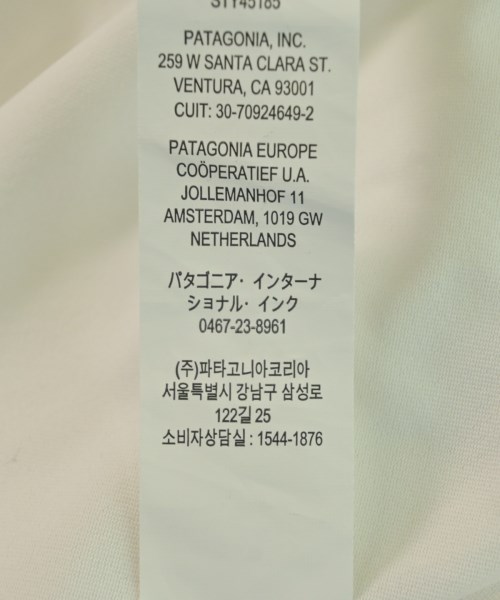 STY45185
PATAGONIA, INC.
259 W SANTA CLARA ST.
VENTURA, CA 93001
CUIT: 30-70924649-2
PATAGONIA EUROPE
COÖPERATIEF U.A.
JOLLEMANHOF 11
AMSTERDAM, 1019 GW
NETHERLANDS
パタゴニア・インターナ
ショナル・インク
0467-23-8961
(주)파타고니아코리아
서울특별시 강남구 삼성로
122길 25
소비자상담실 : 1544-1876